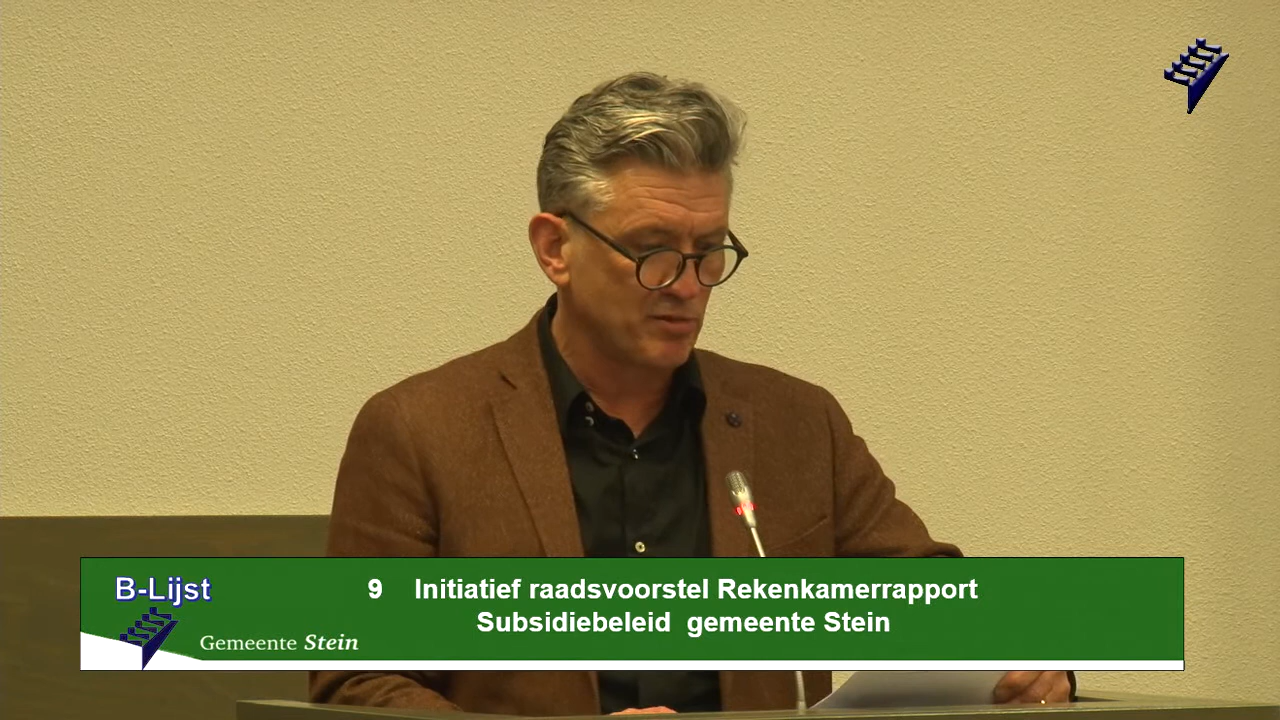 B-Lijst
9 Initiatief raadsvoorstel Rekenkamerrapport
Subsidiebeleid gemeente Stein
Gemeente Stein